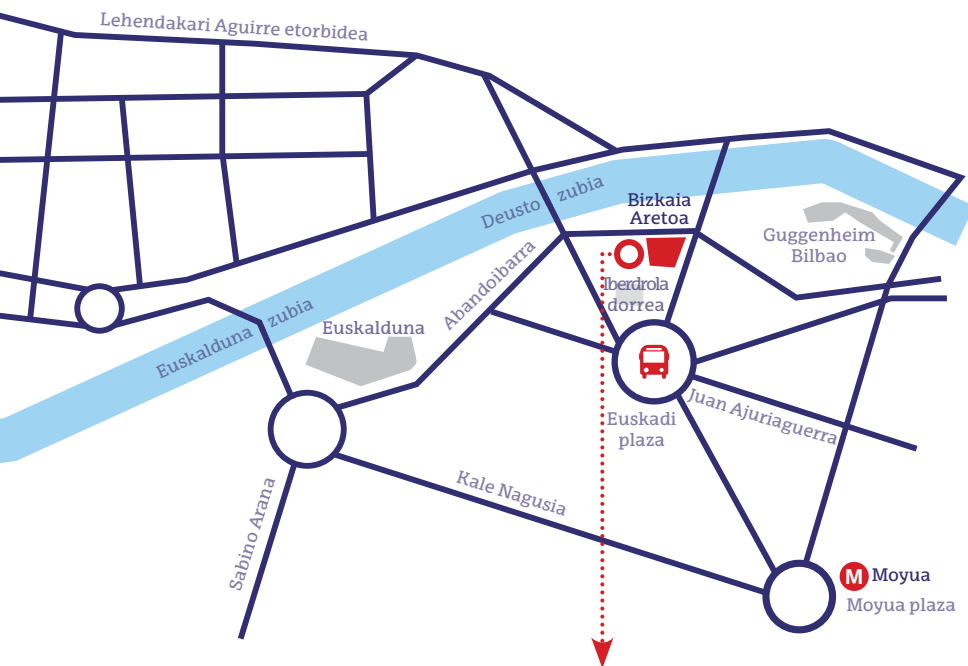 Lehendakari Aguirre etorbidea
Deusto zubia
Bizkaia
Aretoa
Guggenheim
Bilbao
Abandoibarra
Iberdrola
dorrea
Euskalduna zubia
Euskalduna
Juan Ajuriaguerra
Euskadi
plaza
Kale Nagusia
Sabino Arana
M Moyua
Moyua plaza